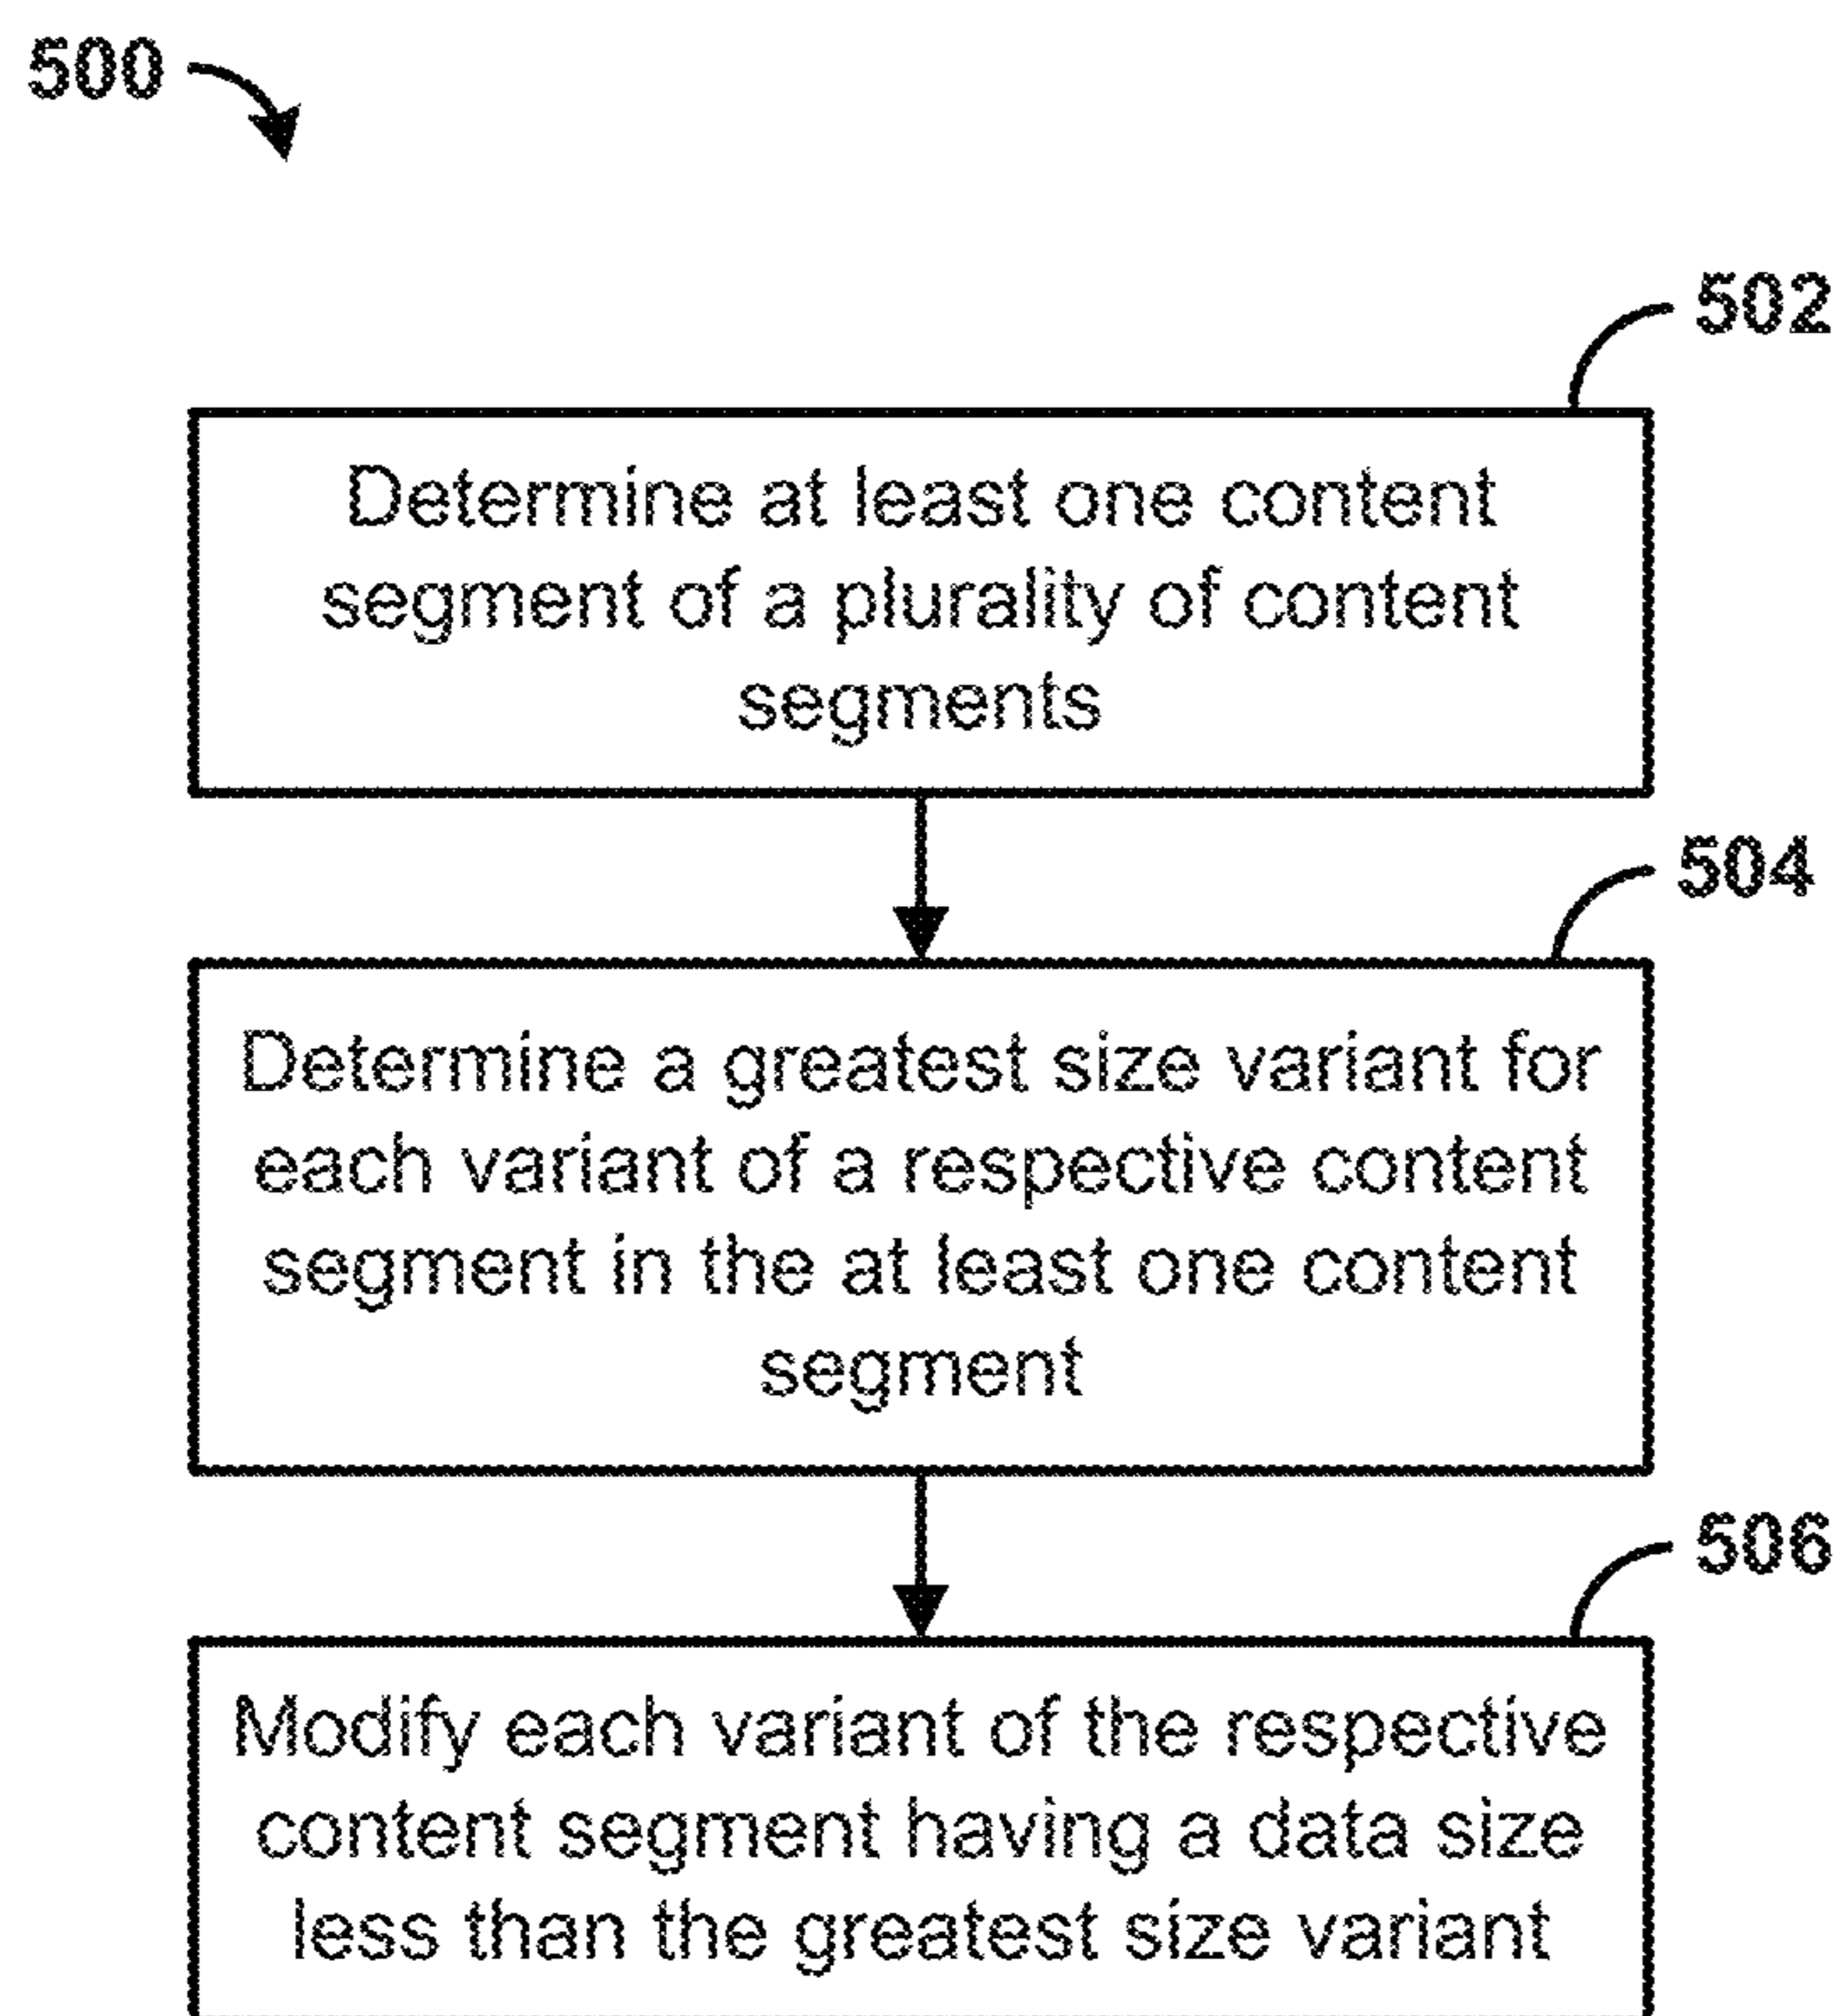 500
502
Determine at least one content
segment of a plurality of content
segments
504
Determine a greatest size variant for
each variant of a respective content
segment in the at least one content
segment
506
Modify each variant of the respective
content segment having a data size
less than the greatest size variant